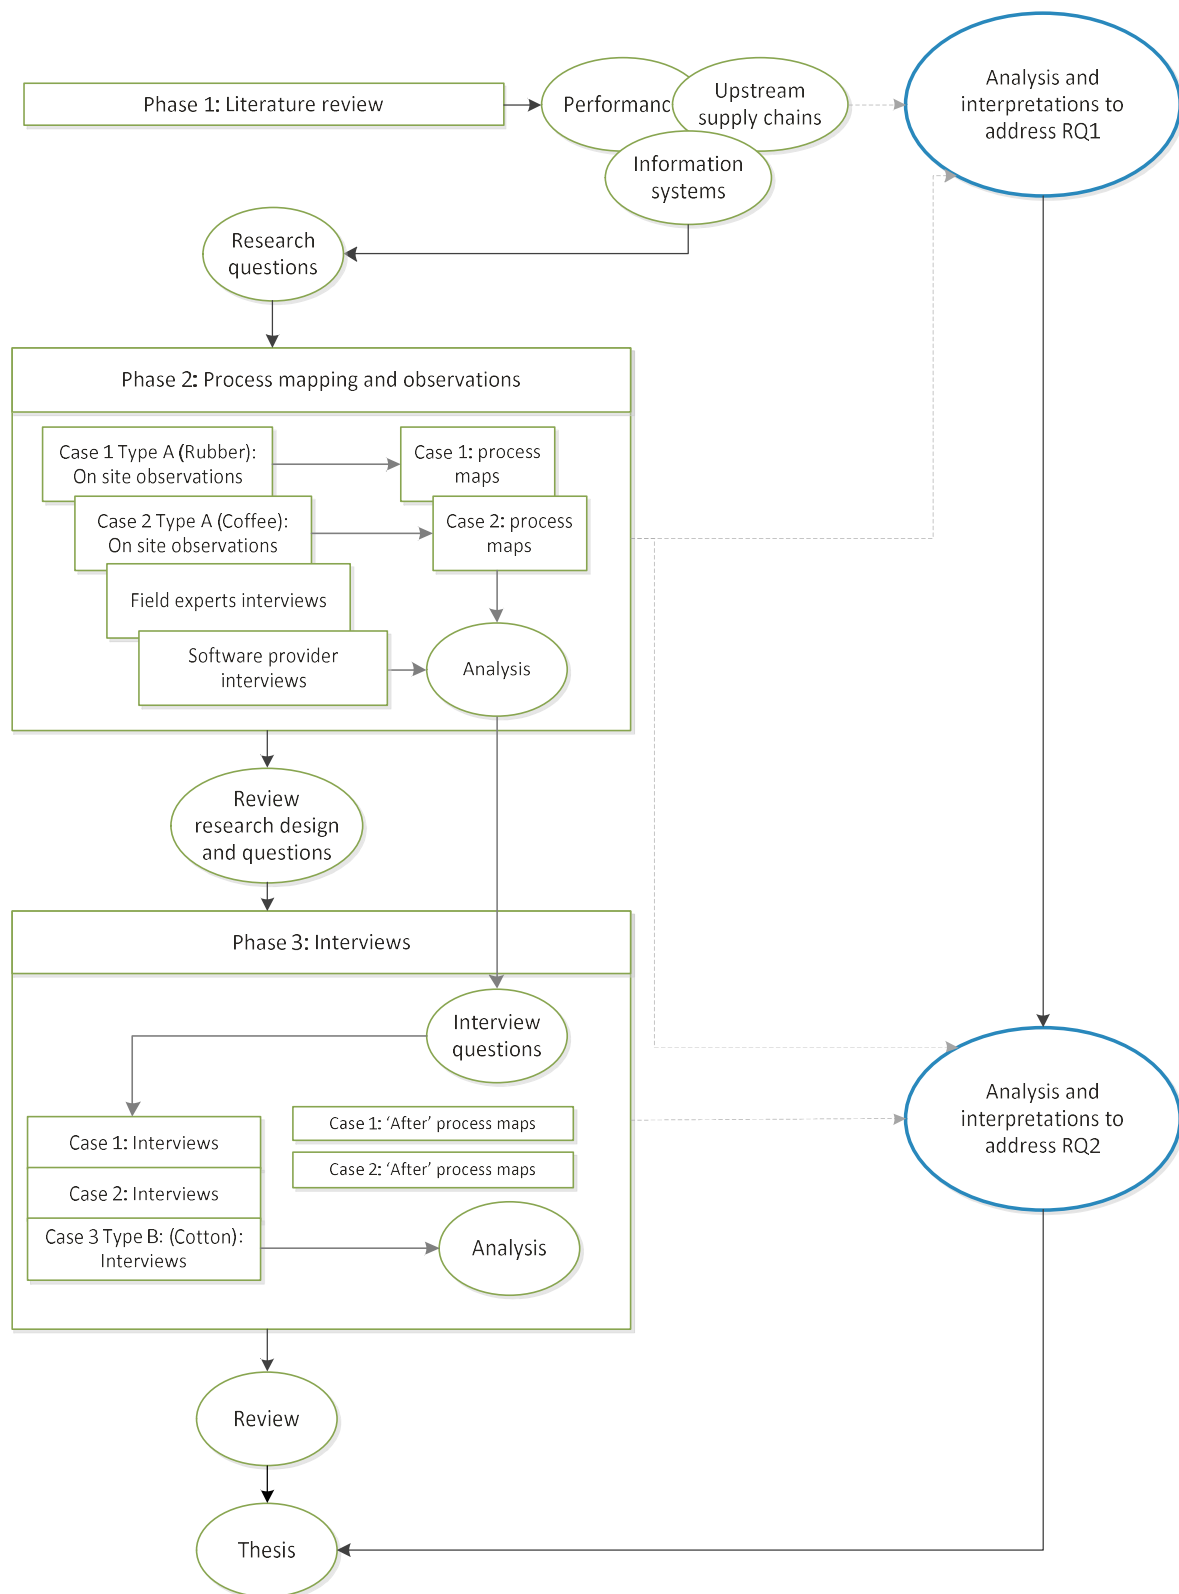 Phase 1: Literature review
Performanc
Upstream
supply chains
Information
systems
Analysis and
interpretations to
address RQ1
Research
questions
Phase 2: Process mapping and observations
Case 1 Type A (Rubber):
On site observations
Case 1: process
maps
Case 2 Type A (Coffee):
On site observations
Case 2: process
maps
Field experts interviews
Software provider
interviews
Analysis
Review
research design
and questions
Phase 3: Interviews
Interview
questions
Case 1: Interviews
Case 2: Interviews
Case 3 Type B: (Cotton):
Interviews
Case 1: ‘After’ process maps
Case 2: ‘After’ process maps
Analysis
Analysis and
interpretations to
address RQ2
Review
Thesis